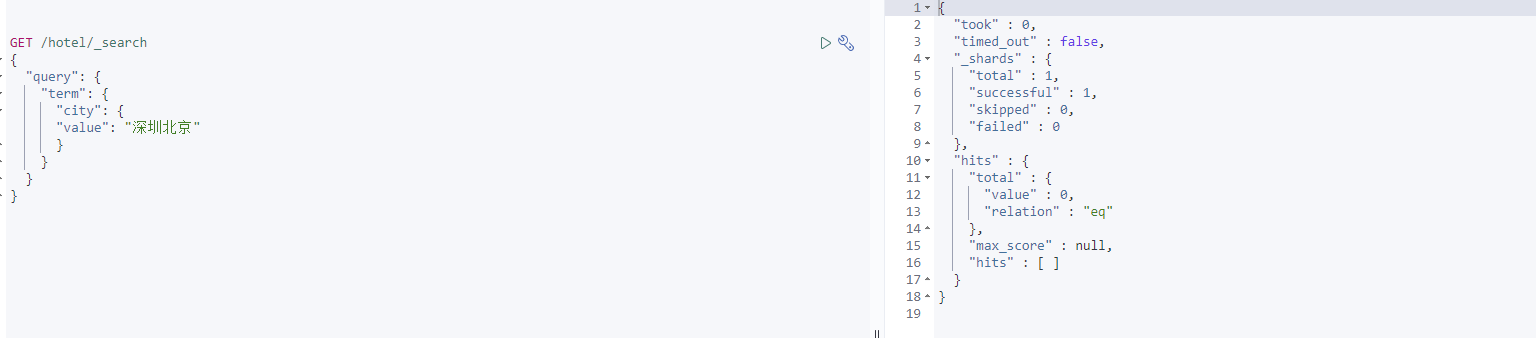 GET /hotel/_search
{
  "query": {
    "term": {
      "city": {
      "value": "深圳北京"
      }
    }
  }
}
1 {
2   "took" : 0,
3   "timed_out" : false,
4   "_shards" : {
5     "total" : 1,
6     "successful" : 1,
7     "skipped" : 0,
8     "failed" : 0
9   },
10   "hits" : {
11     "total" : {
12       "value" : 0,
13       "relation" : "eq"
14     },
15     "max_score" : null,
16     "hits" : [ ]
17   }
18 }
19